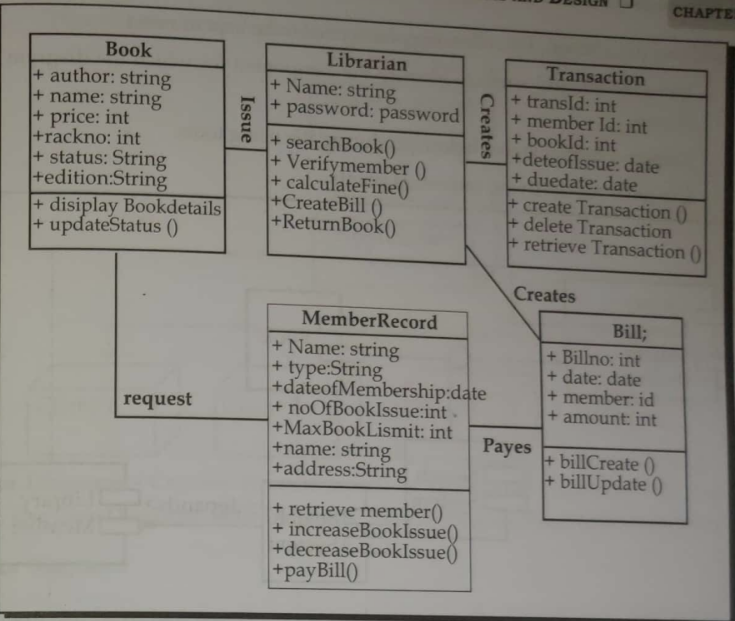 AND DESIGN
CHAPTE
Book
+ author: string
+ name: string
+ price: int
+rackno: int
+ status: String
+edition:String
+ disiplay Bookdetails
+ updateStatus ()
Issue
Librarian
+ Name: string
+ password: password
+ searchBook()
+ Verifymember ()
+ calculateFine()
+CreateBill ()
+ReturnBook()
Creates
Transaction
+ transId: int
+ member Id: int
+ bookId: int
+deteofIssue: date
+ duedate: date
+ create Transaction ()
+ delete Transaction
+ retrieve Transaction ()
Creates
request
MemberRecord
+ Name: string
+ type:String
+dateofMembership:date
+ noOfBookIssue:int
+MaxBookLismit: int
+name: string
+address:String
+ retrieve member()
+ increaseBookIssue()
+decreaseBookIssue()
+payBill()
Payes
Bill;
+ Billno: int
+ date: date
+ member: id
+ amount: int
+ billCreate ()
+ billUpdate ()